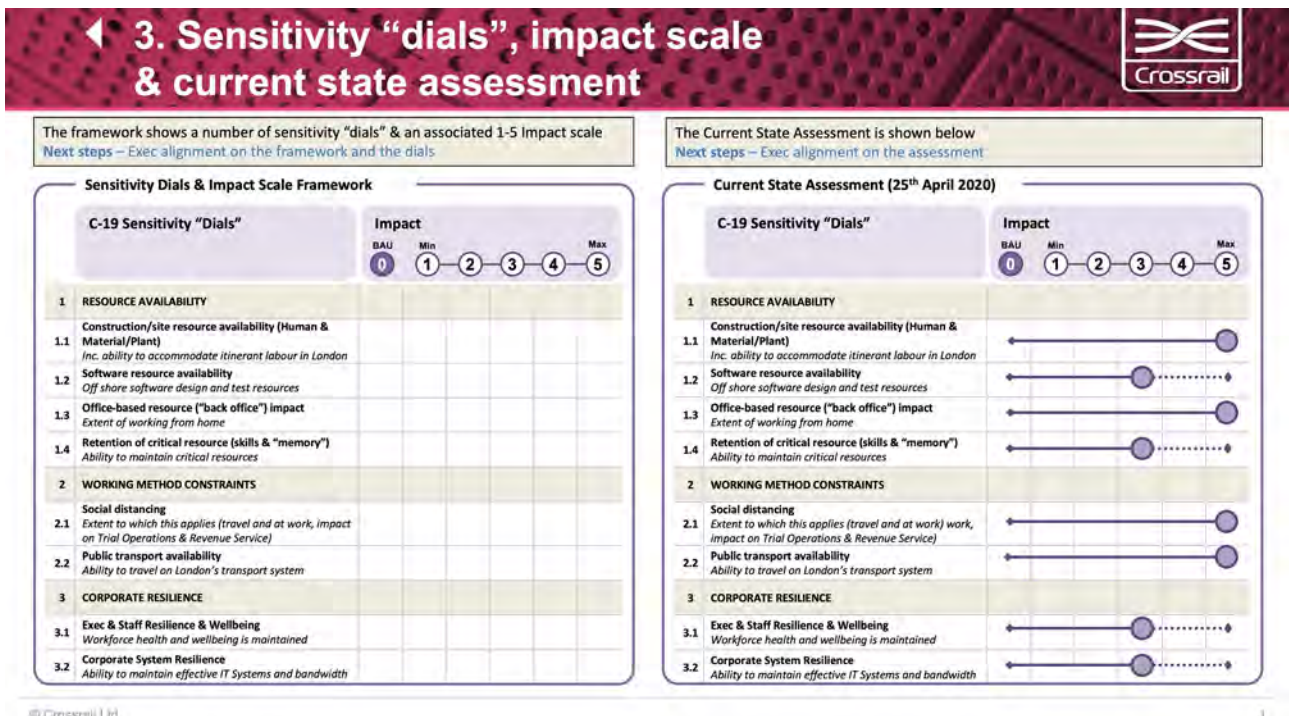 3. Sensitivity “dials”, impact scale
& current state assessment
Crossrail
The framework shows a number of sensitivity “dials” & an associated 1-5 Impact scale
Next steps – Exec alignment on the framework and the dials
Sensitivity Dials & Impact Scale Framework
C-19 Sensitivity “Dials”
Impact
BAU Min Max
0 1 2 3 4 5
1 RESOURCE AVAILABILITY
Construction/site resource availability (Human &
1.1 Material/Plant)
Inc. ability to accommodate itinerant labour in London
1.2 Software resource availability
Off shore software design and test resources
1.3 Office-based resource (“back office”) impact
Extent of working from home
1.4 Retention of critical resource (skills & “memory”)
Ability to maintain critical resources
2 WORKING METHOD CONSTRAINTS
Social distancing
2.1 Extent to which this applies (travel and at work, impact
on Trial Operations & Revenue Service)
2.2 Public transport availability
Ability to travel on London’s transport system
3 CORPORATE RESILIENCE
3.1 Exec & Staff Resilience & Wellbeing
Workforce health and wellbeing is maintained
3.2 Corporate System Resilience
Ability to maintain effective IT Systems and bandwidth
The Current State Assessment is shown below
Next steps – Exec alignment on the assessment
Current State Assessment (25th April 2020)
C-19 Sensitivity “Dials”
Impact
BAU Min Max
0 1 2 3 4 5
1 RESOURCE AVAILABILITY
Construction/site resource availability (Human &
1.1 Material/Plant)
Inc. ability to accommodate itinerant labour in London
1.2 Software resource availability
Off shore software design and test resources
1.3 Office-based resource (“back office”) impact
Extent of working from home
1.4 Retention of critical resource (skills & “memory”)
Ability to maintain critical resources
2 WORKING METHOD CONSTRAINTS
Social distancing
2.1 Extent to which this applies (travel and at work) work,
impact on Trial Operations & Revenue Service)
2.2 Public transport availability
Ability to travel on London’s transport system
3 CORPORATE RESILIENCE
3.1 Exec & Staff Resilience & Wellbeing
Workforce health and wellbeing is maintained
3.2 Corporate System Resilience
Ability to maintain effective IT Systems and bandwidth